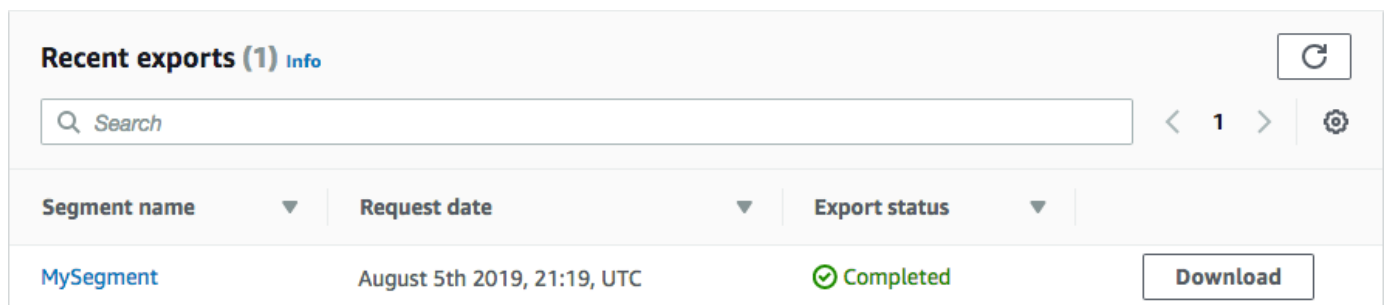 Recent exports (1) Info
Search
1
Segment name Request date Export status
MySegment August 5th 2019, 21:19, UTC Completed Download